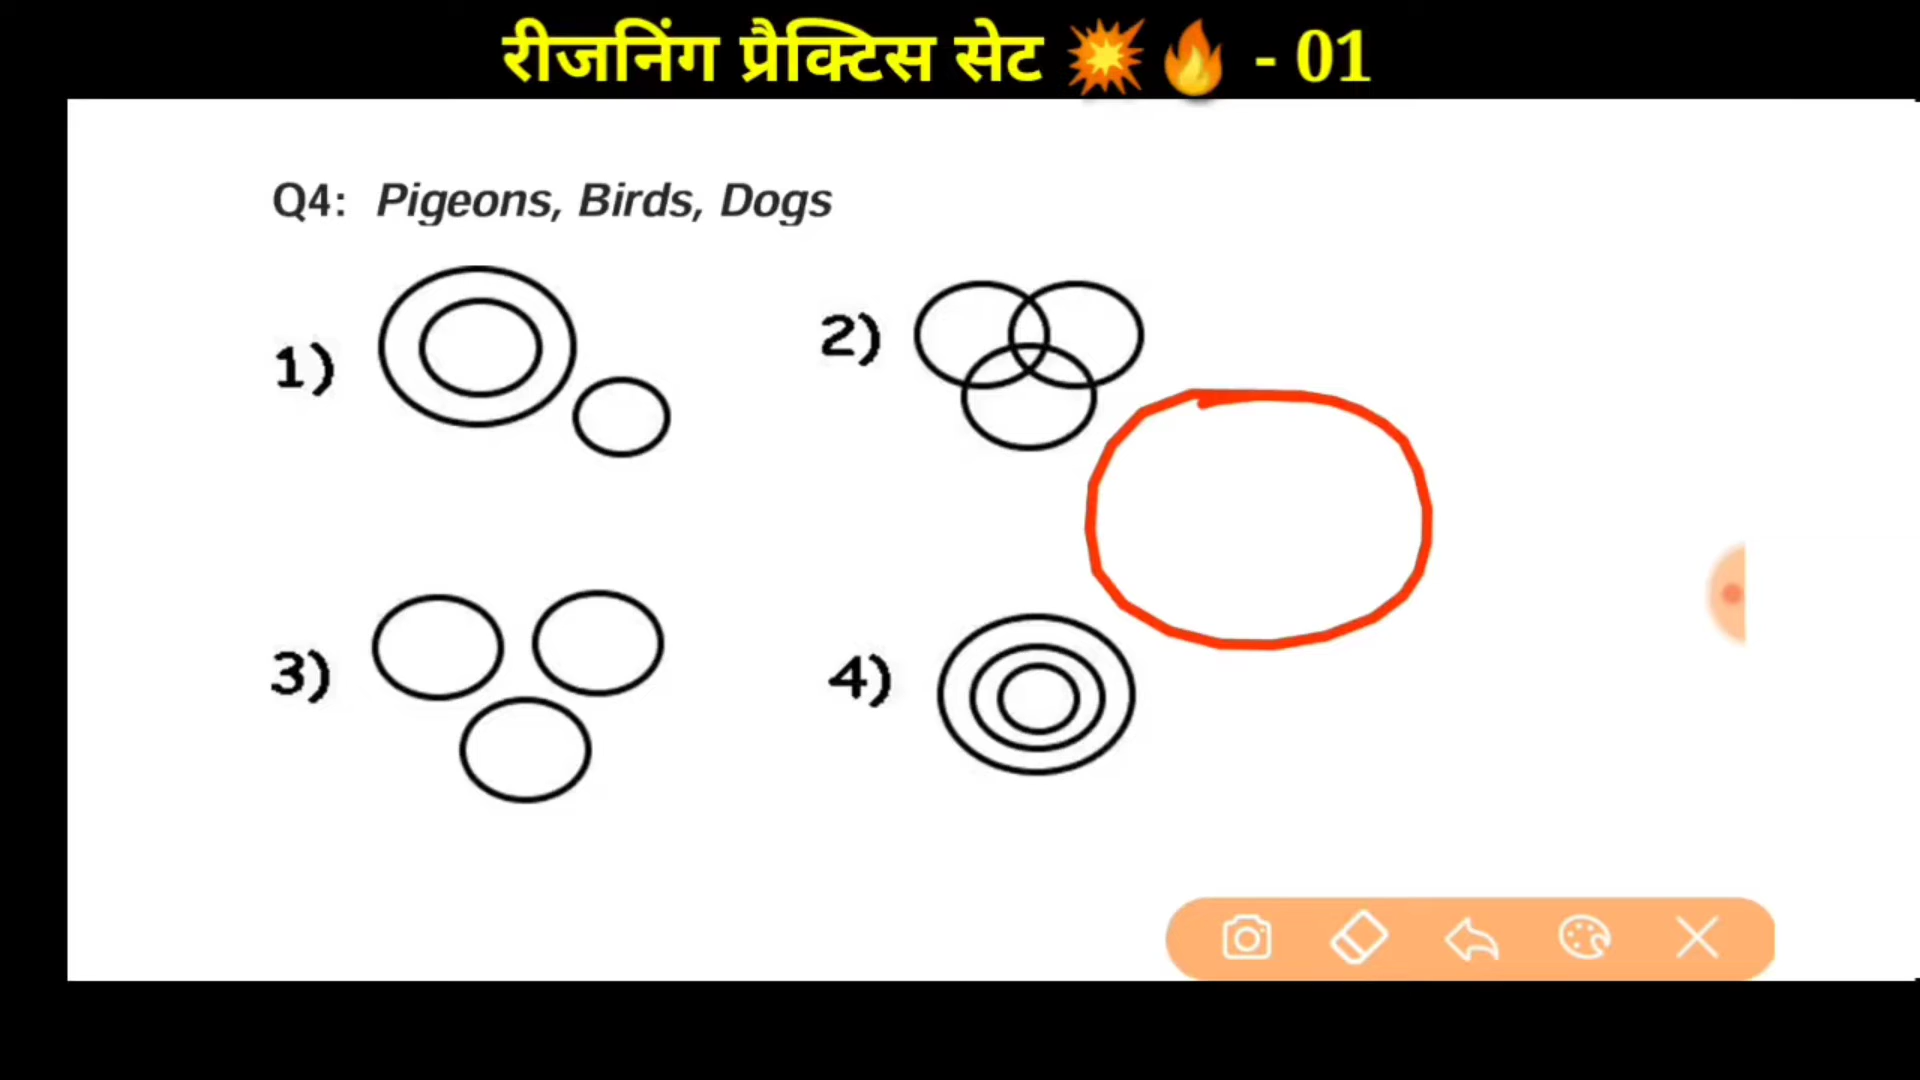 रीजनिंग प्रैक्टिस सेट 💥🔥 - 01
Q4: Pigeons, Birds, Dogs
1)
2)
3)
4)